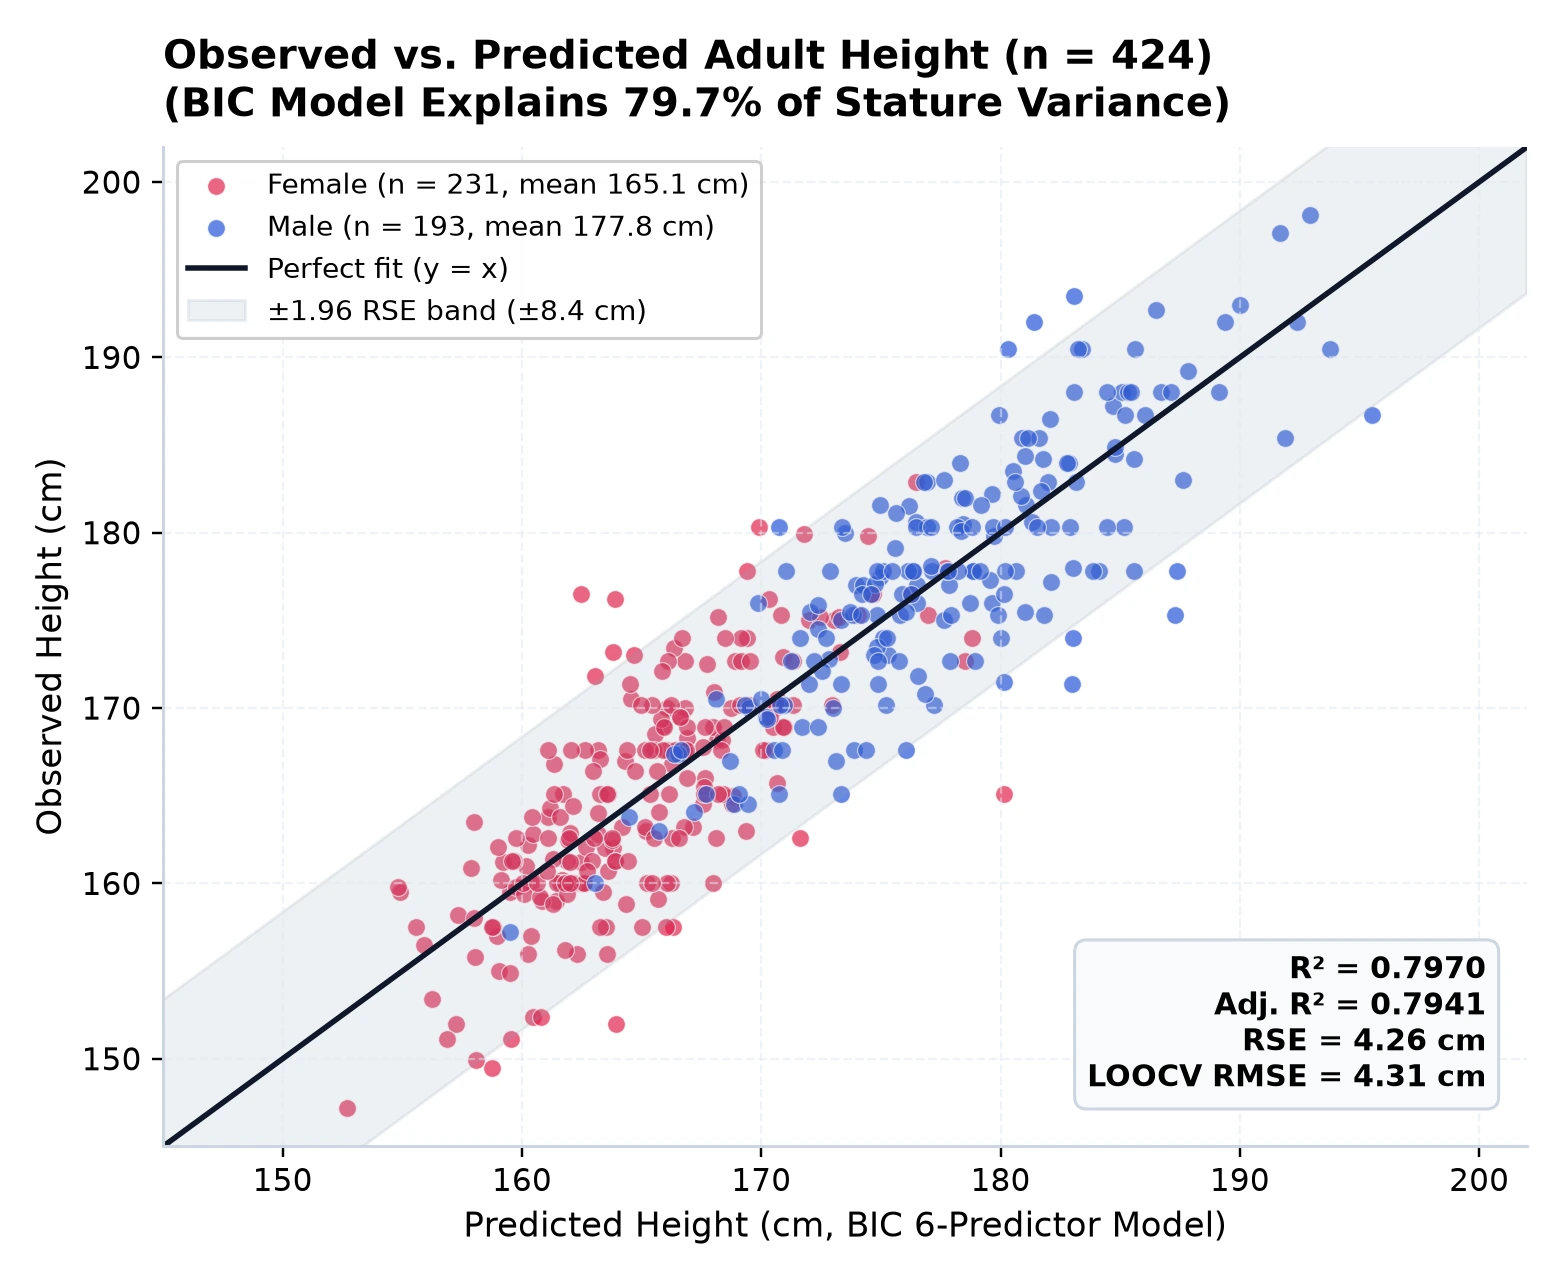 Observed vs. Predicted Adult Height (n = 424)
(BIC Model Explains 79.7% of Stature Variance)
Female (n = 231, mean 165.1 cm)
Male (n = 193, mean 177.8 cm)
Perfect fit (y = x)
±1.96 RSE band (±8.4 cm)
200
190
180
170
160
150
Observed Height (cm)
R² = 0.7970
Adj. R² = 0.7941
RSE = 4.26 cm
LOOCV RMSE = 4.31 cm
150 160 170 180 190 200
Predicted Height (cm, BIC 6-Predictor Model)